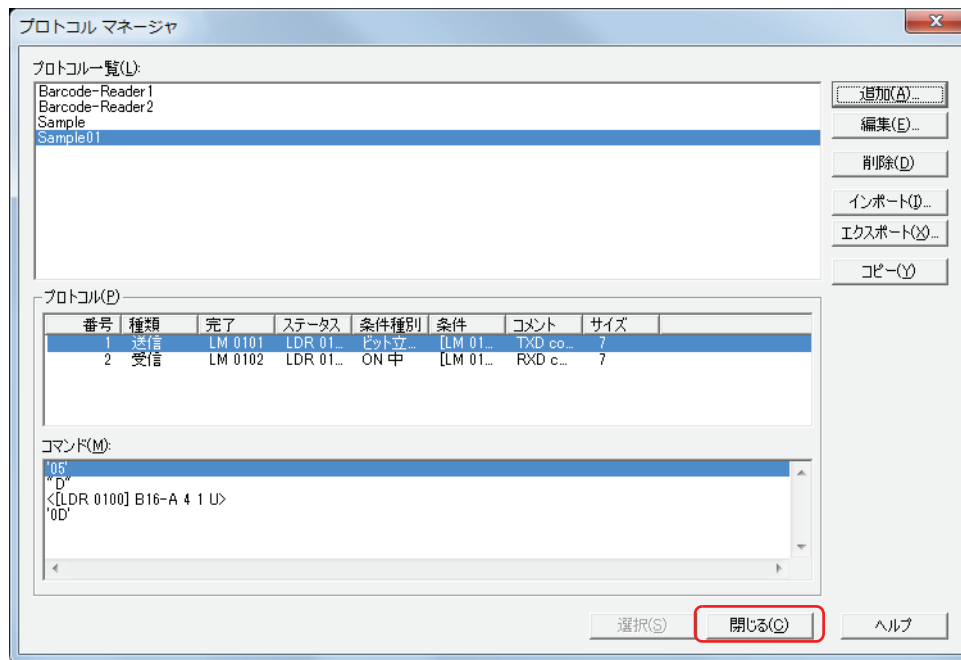 プロトコル マネージャ
プロトコル一覧(L):
Barcode-Reader1
Barcode-Reader2
Sample
Sample01
追加(A)...
編集(E)...
削除(D)
インポート(I)...
エクスポート(X)...
コピー(Y)
プロトコル(P)
番号 種類 完了 ステータス 条件種別 条件 コメント サイズ
1 送信 LM 0101 LDR 01... ビット立... [LM 01... TXD co... 7
2 受信 LM 0102 LDR 01... ON 中 [LM 01... RXD c... 7
コマンド(M):
'05'
"D"
<[LDR 0100] B16-A 4 1 U>
'0D'
選択(S) 閉じる(C) ヘルプ